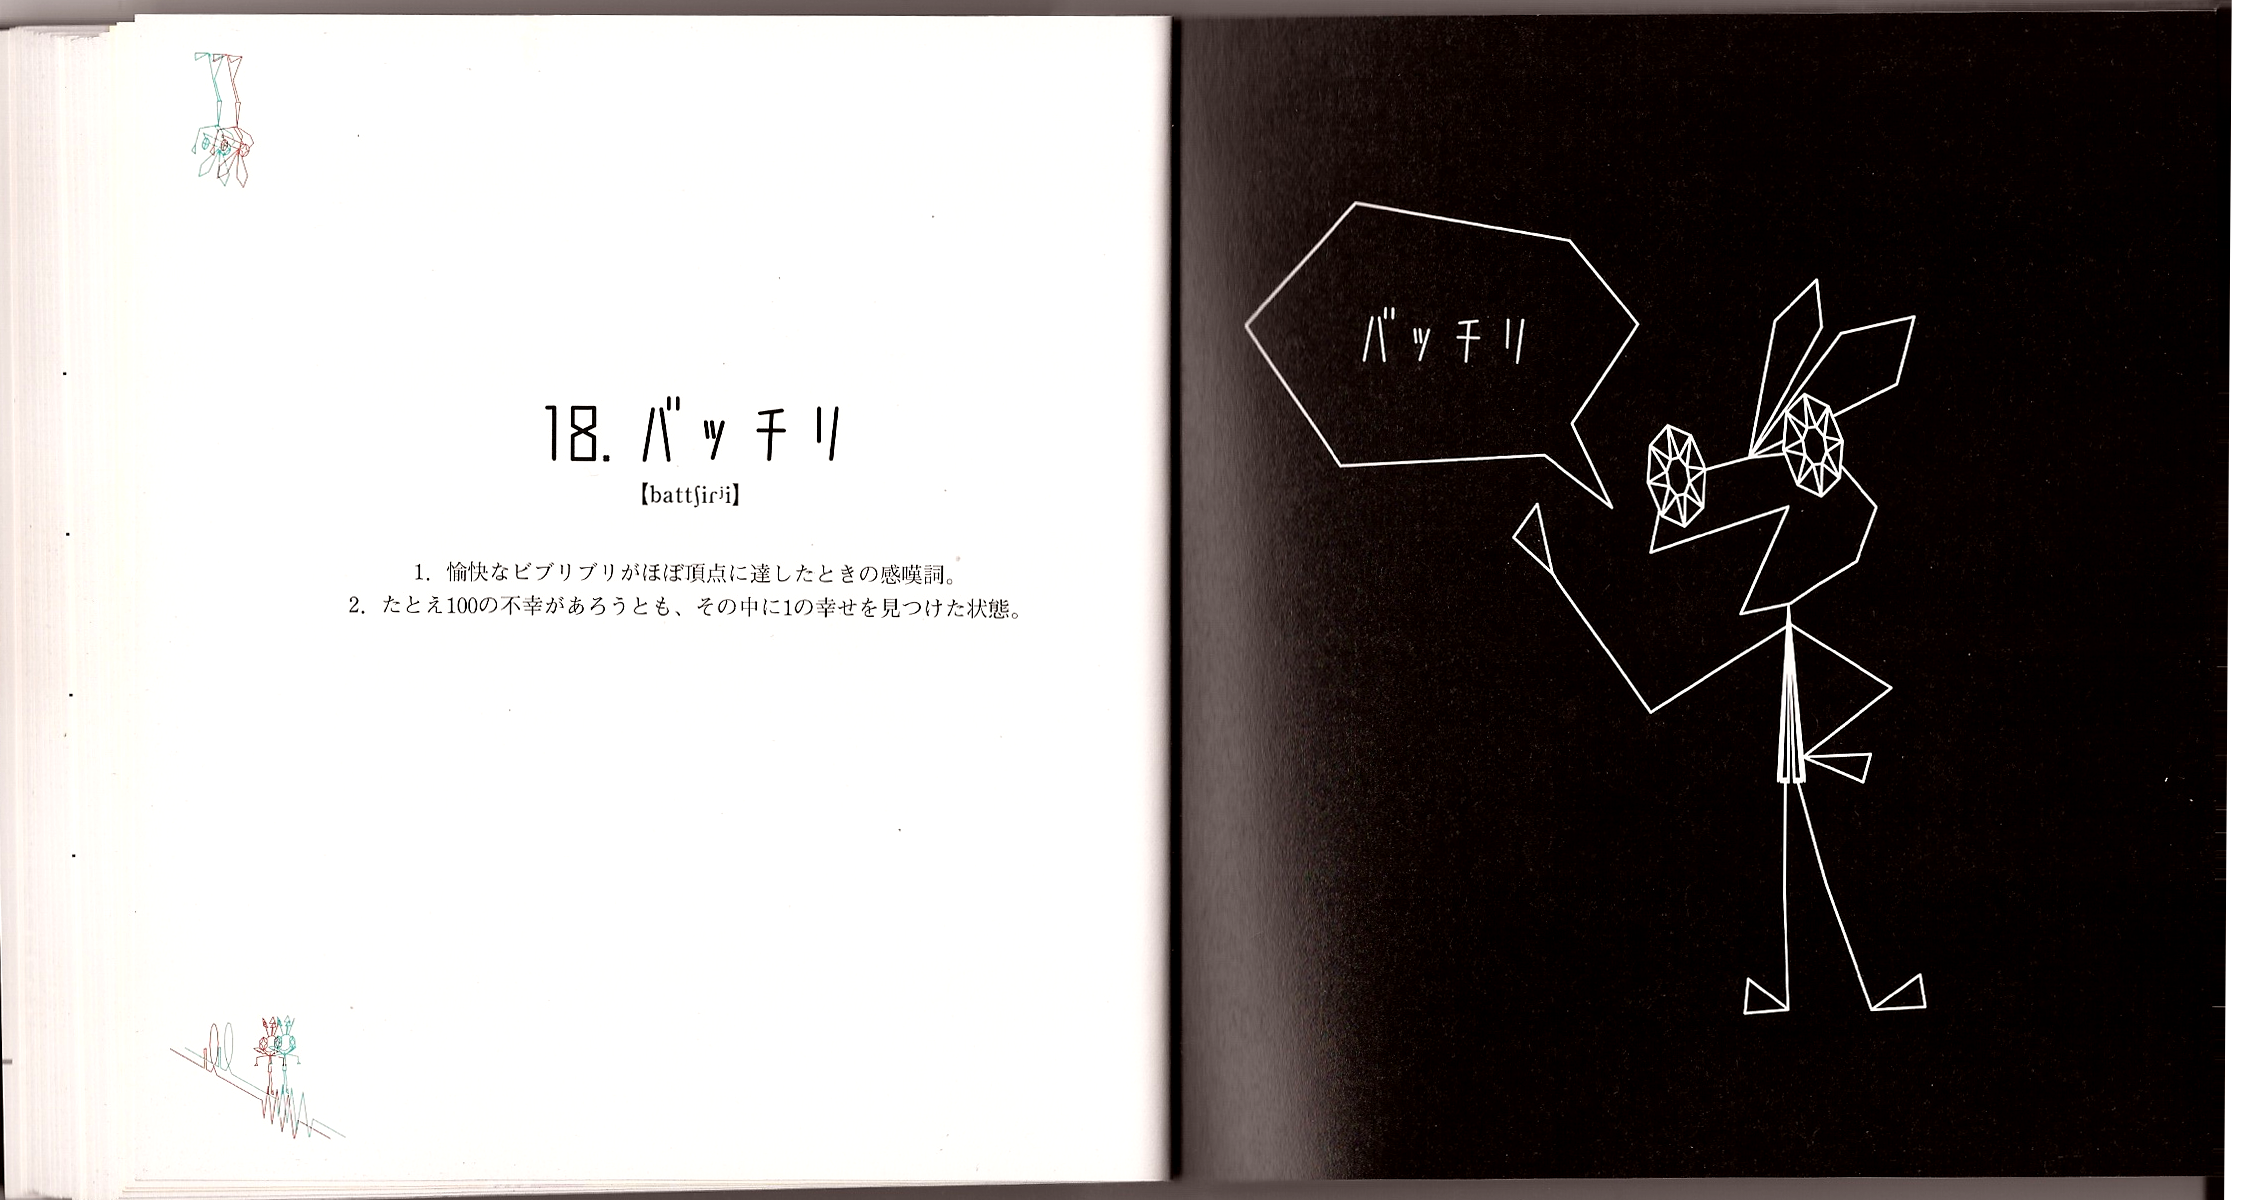 18. バッチリ
【battʃiɾʲi】
1. 愉快なビブリブリがほぼ頂点に達したときの感嘆詞。
2. たとえ100の不幸があろうとも、その中に1の幸せを見つけた状態。
バッチリ